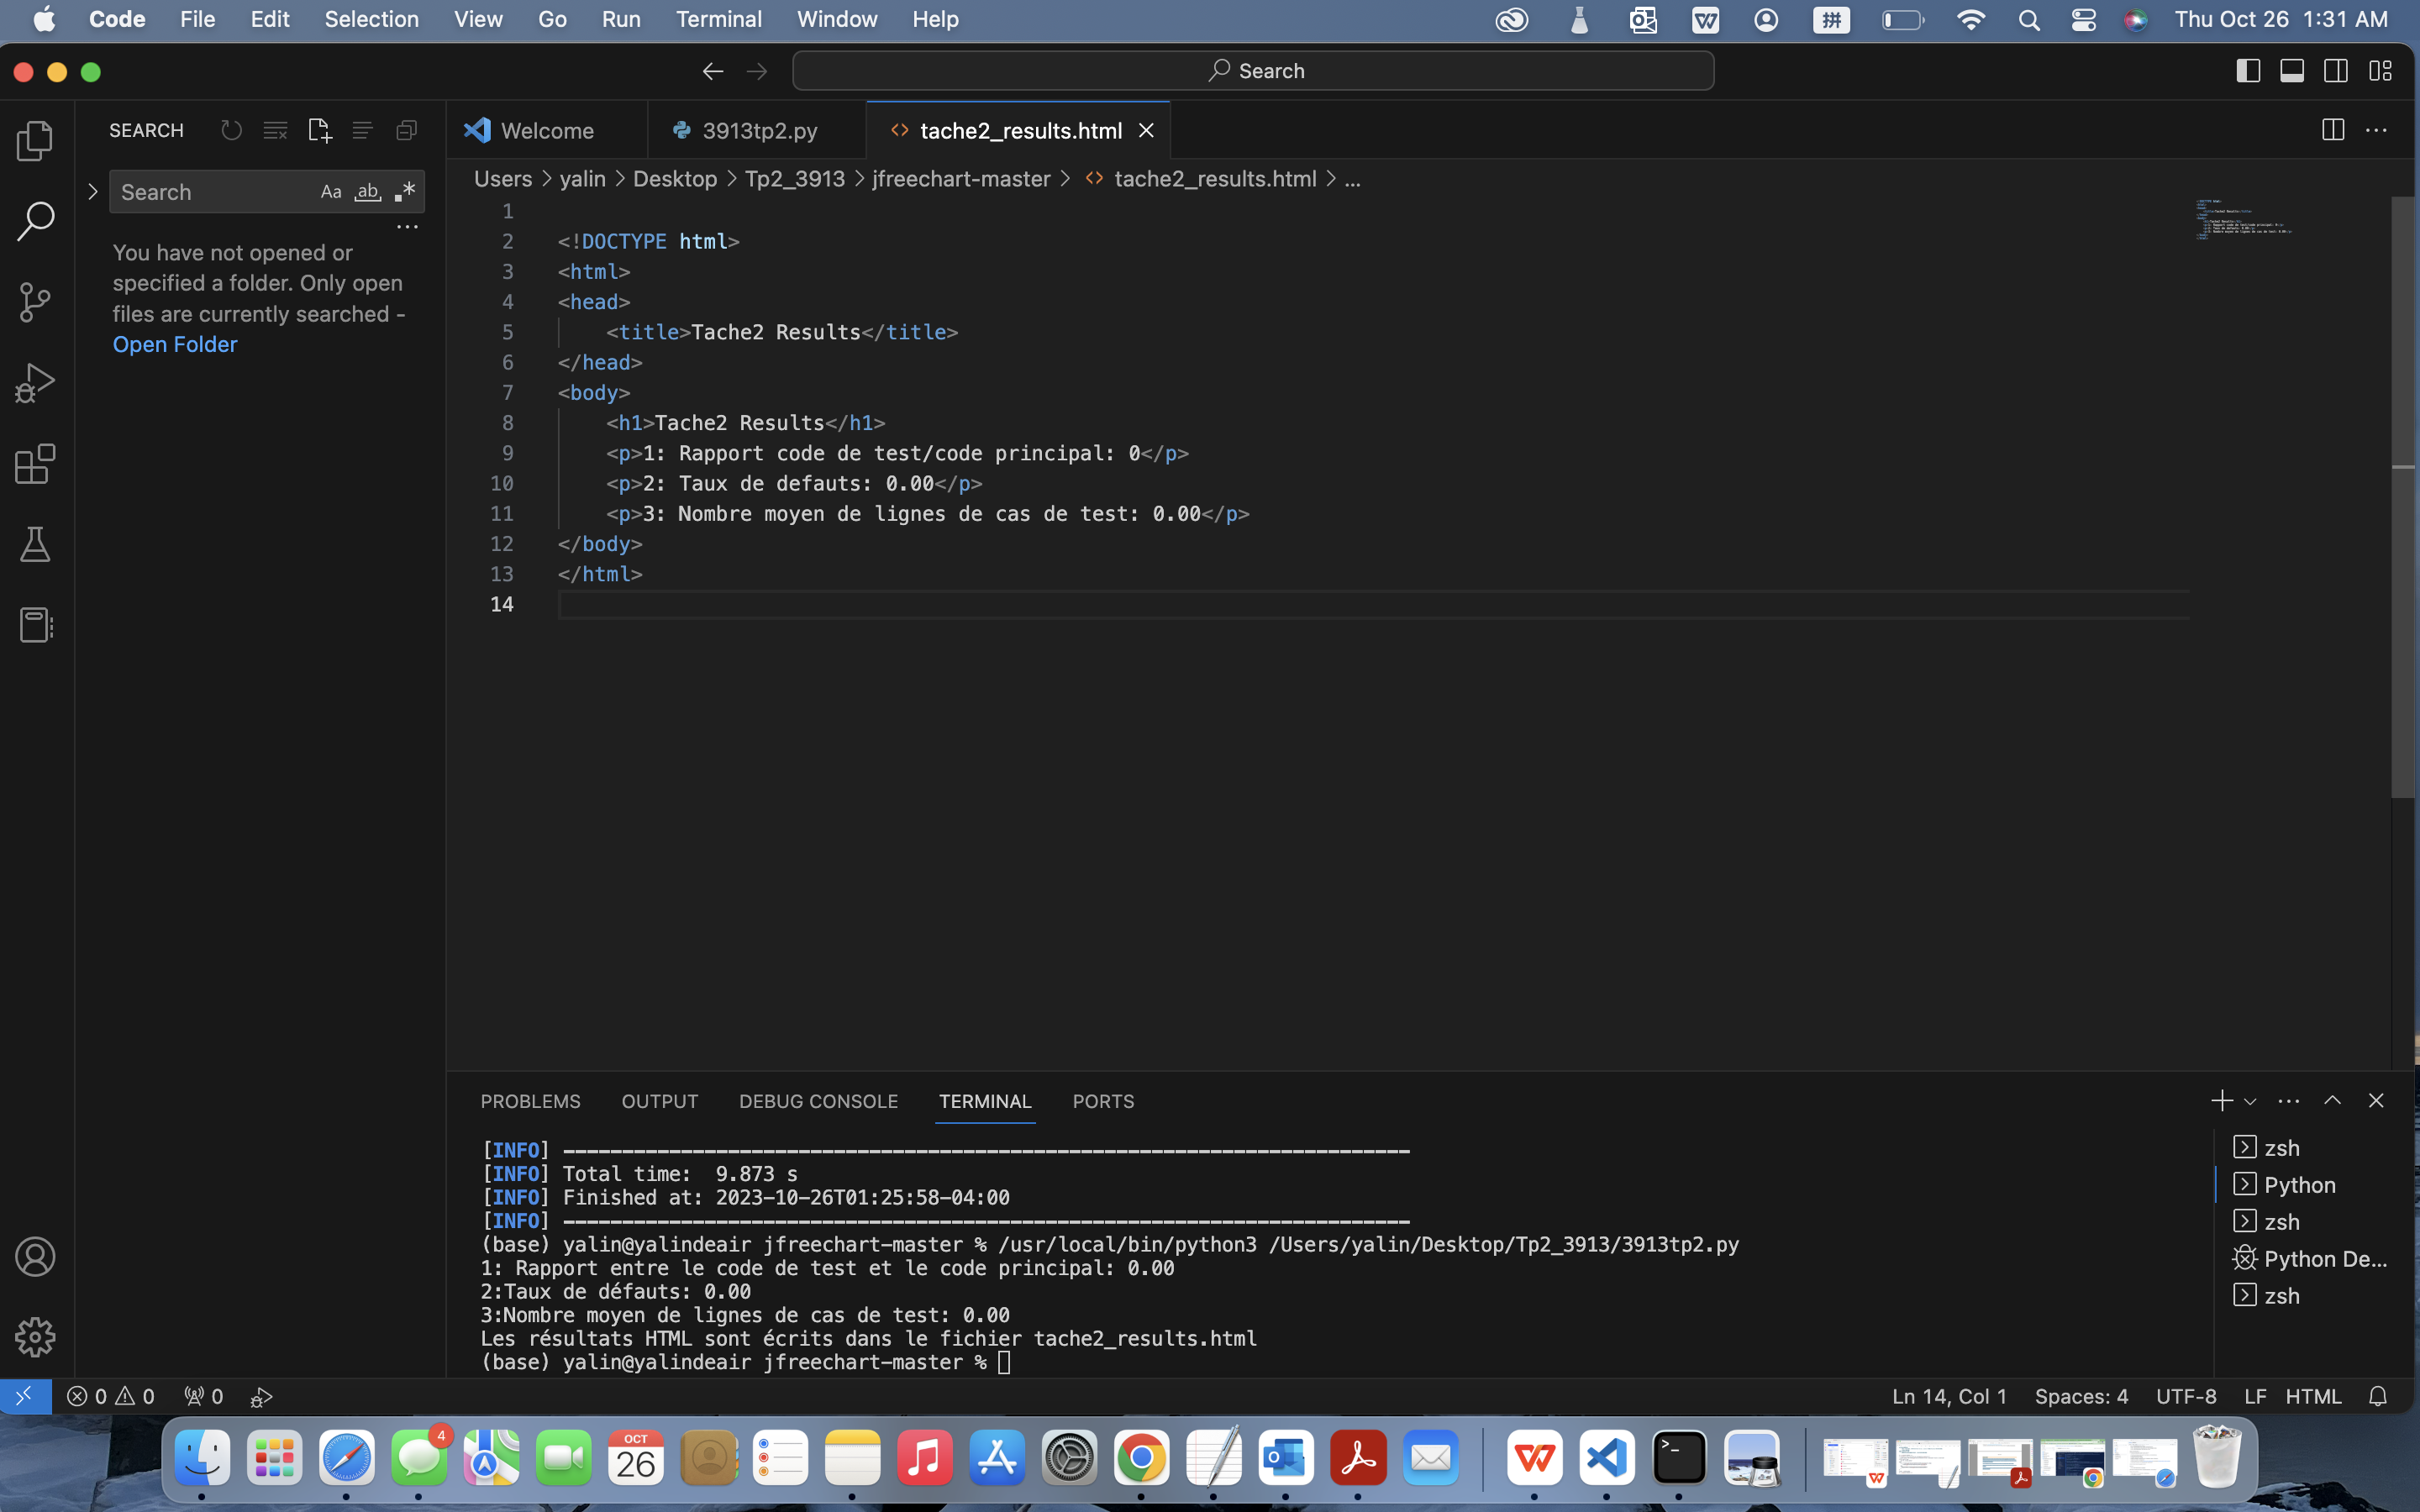 Code File Edit Selection View Go Run Terminal Window Help 拼 Thu Oct 26 1:31 AM
Search
SEARCH
Search Aa ab
You have not opened or
specified a folder. Only open
files are currently searched -
Open Folder
Welcome 3913tp2.py <> tache2_results.html
Users > yalin > Desktop > Tp2_3913 > jfreechart-master > <> tache2_results.html > ...
1
2 <!DOCTYPE html>
3 <html>
4 <head>
5 <title>Tache2 Results</title>
6 </head>
7 <body>
8 <h1>Tache2 Results</h1>
9 <p>1: Rapport code de test/code principal: 0</p>
10 <p>2: Taux de defauts: 0.00</p>
11 <p>3: Nombre moyen de lignes de cas de test: 0.00</p>
12 </body>
13 </html>
14
PROBLEMS OUTPUT DEBUG CONSOLE TERMINAL PORTS
[INFO] ------------------------------------------------------------------------
[INFO] Total time:  9.873 s
[INFO] Finished at: 2023-10-26T01:25:58-04:00
[INFO] ------------------------------------------------------------------------
(base) yalin@yalindeair jfreechart-master % /usr/local/bin/python3 /Users/yalin/Desktop/Tp2_3913/3913tp2.py
1: Rapport entre le code de test et le code principal: 0.00
2:Taux de défauts: 0.00
3:Nombre moyen de lignes de cas de test: 0.00
Les résultats HTML sont écrits dans le fichier tache2_results.html
(base) yalin@yalindeair jfreechart-master %
zsh
Python
zsh
Python De...
zsh
0 0 0 Ln 14, Col 1 Spaces: 4 UTF-8 LF HTML
4
OCT
26